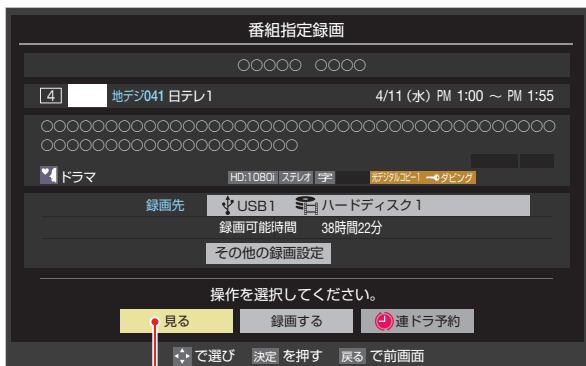 番組指定録画
○○○○○ ○○○○
4 地デジ041 日テレ1 4/11 (水) PM 1:00 ～ PM 1:55
○○○○○○○○○○○○○○○○○○○○○○○○○○○○○○○○○○○○○○○○
○○○○○○○○○○○○○○○○○○○○
ドラマ HD:1080i ステレオ 字 光デジタルコピー1 ダビング
録画先 USB1 ハードディスク1
録画可能時間 38時間22分
その他の録画設定
操作を選択してください。
見る 録画する 連ドラ予約
で選び 決定 を押す 戻る で前画面